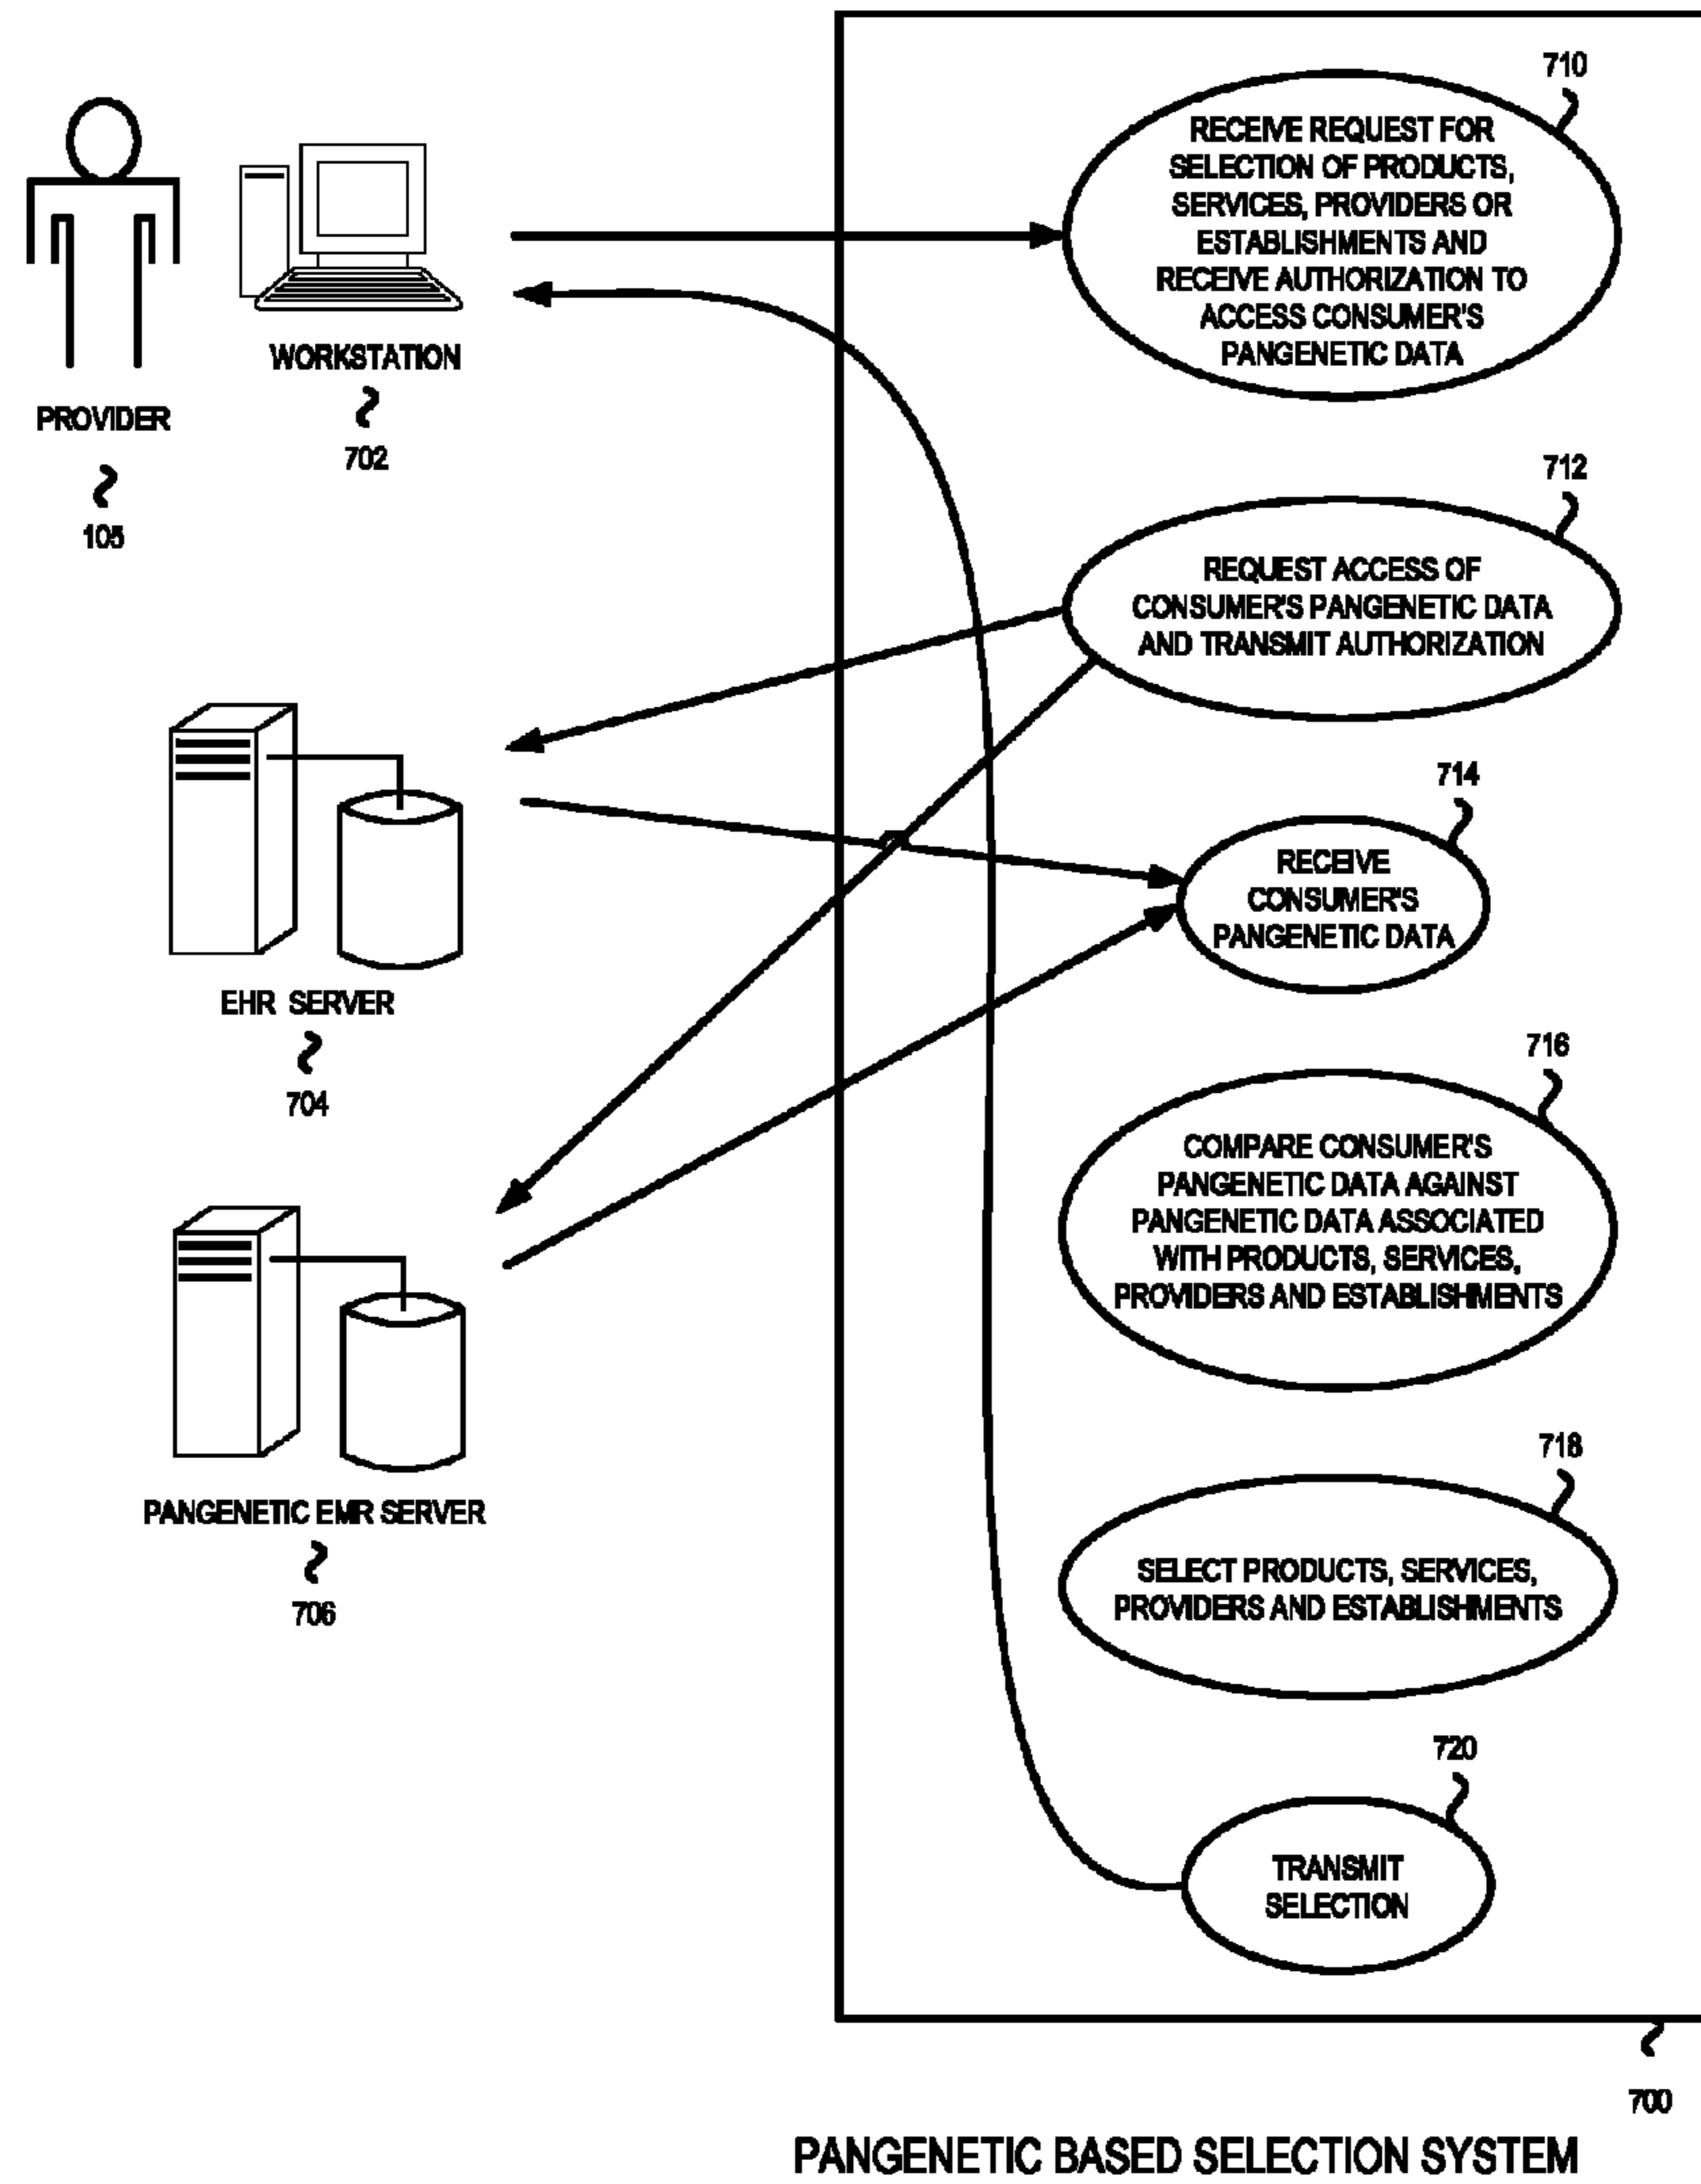 710
RECEIVE REQUEST FOR
SELECTION OF PRODUCTS,
SERVICES, PROVIDERS OR
ESTABLISHMENTS AND
RECEIVE AUTHORIZATION TO
ACCESS CONSUMER'S
PANGENETIC DATA
WORKSTATION
702
PROVIDER
105
712
REQUEST ACCESS OF
CONSUMER'S PANGENETIC DATA
AND TRANSMIT AUTHORIZATION
714
RECEIVE
CONSUMER'S
PANGENETIC DATA
EHR SERVER
704
716
COMPARE CONSUMER'S
PANGENETIC DATA AGAINST
PANGENETIC DATA ASSOCIATED
WITH PRODUCTS, SERVICES,
PROVIDERS AND ESTABLISHMENTS
PANGENETIC EMR SERVER
706
718
SELECT PRODUCTS, SERVICES,
PROVIDERS AND ESTABLISHMENTS
720
TRANSMIT
SELECTION
700
PANGENETIC BASED SELECTION SYSTEM